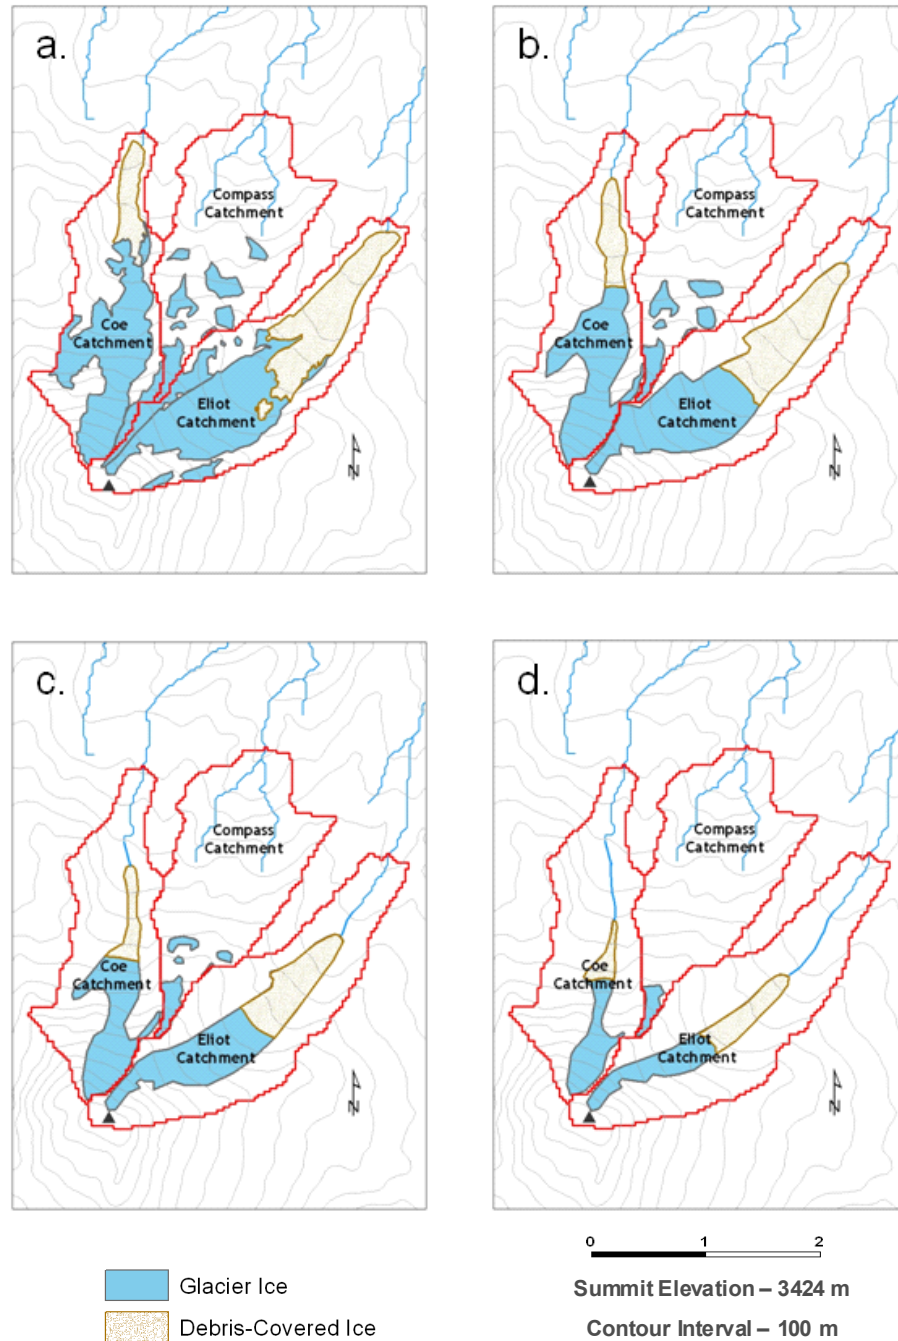 a.
Compass
Catchment
Coe
Catchment
Eliot
Catchment
N
b.
Compass
Catchment
Coe
Catchment
Eliot
Catchment
N
c.
Compass
Catchment
Coe
Catchment
Eliot
Catchment
N
d.
Compass
Catchment
Coe
Catchment
Eliot
Catchment
N
0 1 2
Glacier Ice
Summit Elevation – 3424 m
Debris-Covered Ice
Contour Interval – 100 m